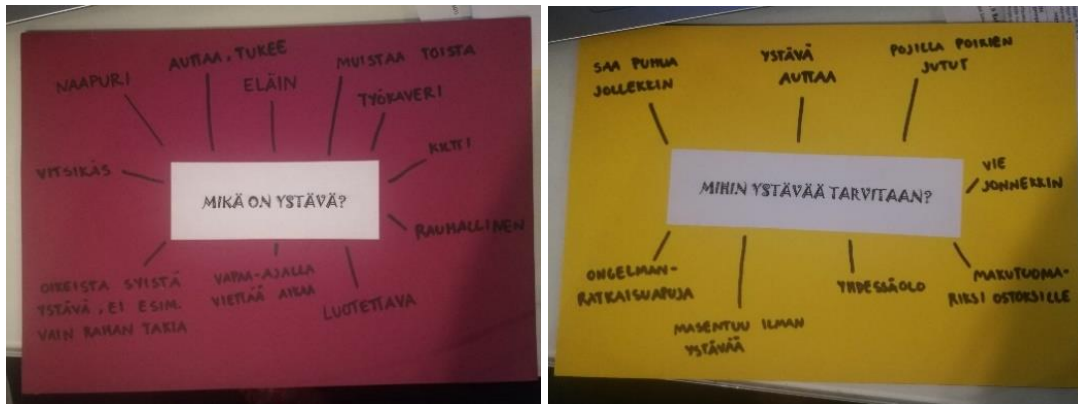 NAAPURI
AUTTAA, TUKEE
ELÄIN
MUISTAA TOISTA
TYÖKAVERI
KILTTI
VITSIKÄS
MIKÄ ON YSTÄVÄ?
RAUHALLINEN
OIKEISTA SYISTÄ
YSTÄVÄ, EI ESIM.
VAIN RAHAN TAKIA
VAPAA-AJALLA
VIETTÄÄ AIKAA
LUOTETTAVA
SAA PUHUA
JOLLEKKIN
YSTÄVÄ
AUTTAA
POJILLA POIKIEN
JUTUT
MIHIN YSTÄVÄÄ TARVITAAN?
VIE
JONNEKKIN
ONGELMAN-
RATKAISUAPUJA
MASENTUU ILMAN
YSTÄVÄÄ
YHDESSÄOLO
MAKUTUOMA-
RIKSI OSTOKSILLE